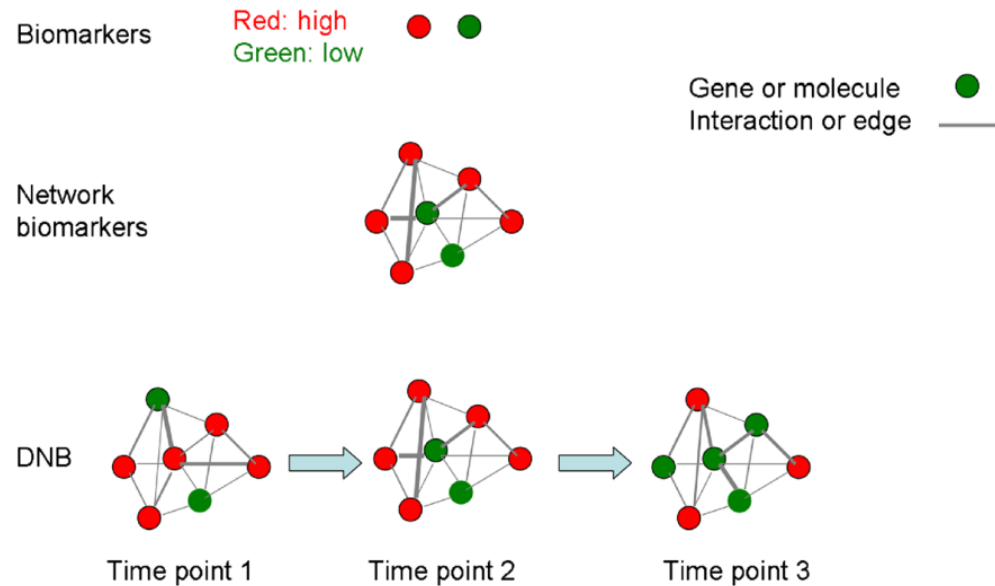 Biomarkers
Red: high
Green: low
Gene or molecule
Interaction or edge
Network
biomarkers
DNB
Time point 1
Time point 2
Time point 3